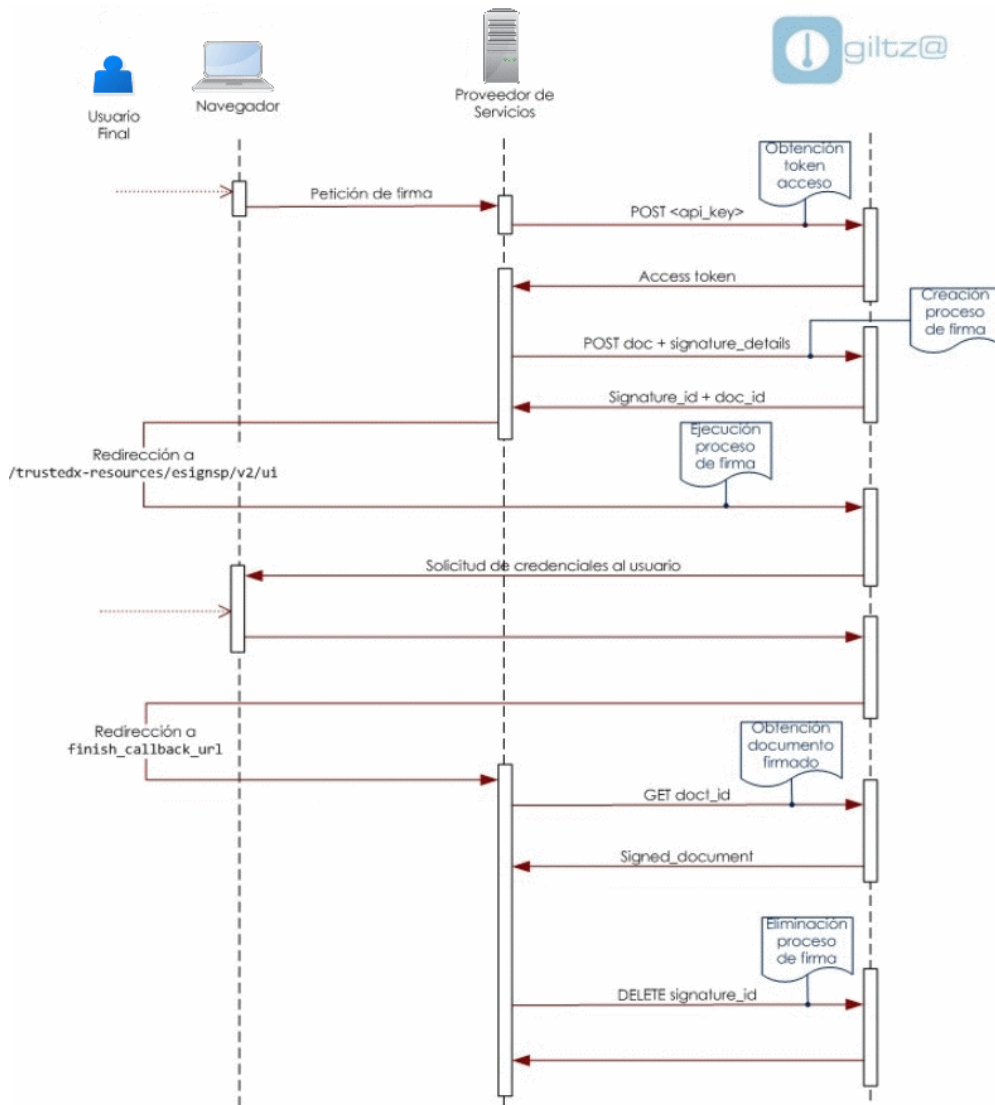 giltz@
Usuario
Final
Navegador
Proveedor de
Servicios
Obtención
token
acceso
Petición de firma
POST <api_key>
Access token
Creación
proceso
de firma
POST doc + signature_details
Signature_id + doc_id
Redirección a
/trustedx-resources/esignsp/v2/ui
Ejecución
proceso
de firma
Solicitud de credenciales al usuario
Redirección a
finish_callback_url
Obtención
documento
firmado
GET doct_id
Signed_document
Eliminación
proceso
de firma
DELETE signature_id